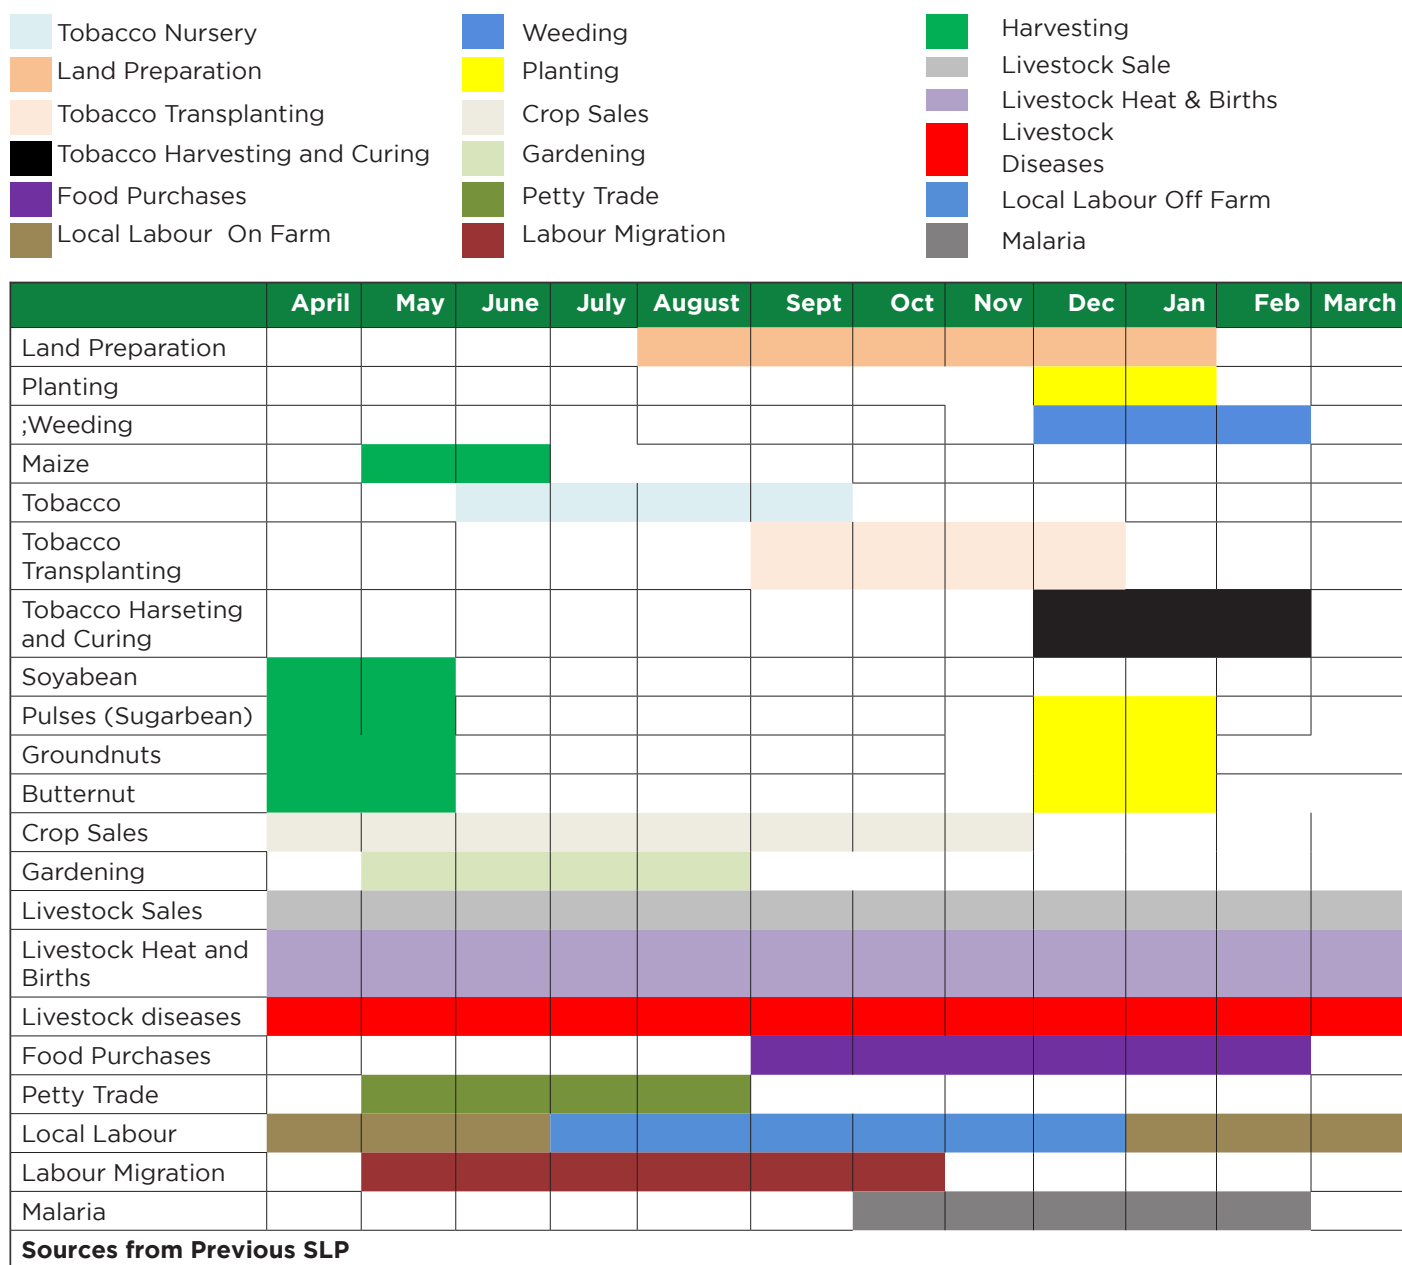 Tobacco Nursery
Land Preparation
Tobacco Transplanting
Tobacco Harvesting and Curing
Food Purchases
Local Labour On Farm
Weeding
Planting
Crop Sales
Gardening
Petty Trade
Labour Migration
Harvesting
Livestock Sale
Livestock Heat & Births
Livestock
Diseases
Local Labour Off Farm
Malaria
April May June July August Sept Oct Nov Dec Jan Feb March
Land Preparation
Planting
;Weeding
Maize
Tobacco
Tobacco
Transplanting
Tobacco Harseting
and Curing
Soyabean
Pulses (Sugarbean)
Groundnuts
Butternut
Crop Sales
Gardening
Livestock Sales
Livestock Heat and
Births
Livestock diseases
Food Purchases
Petty Trade
Local Labour
Labour Migration
Malaria
Sources from Previous SLP